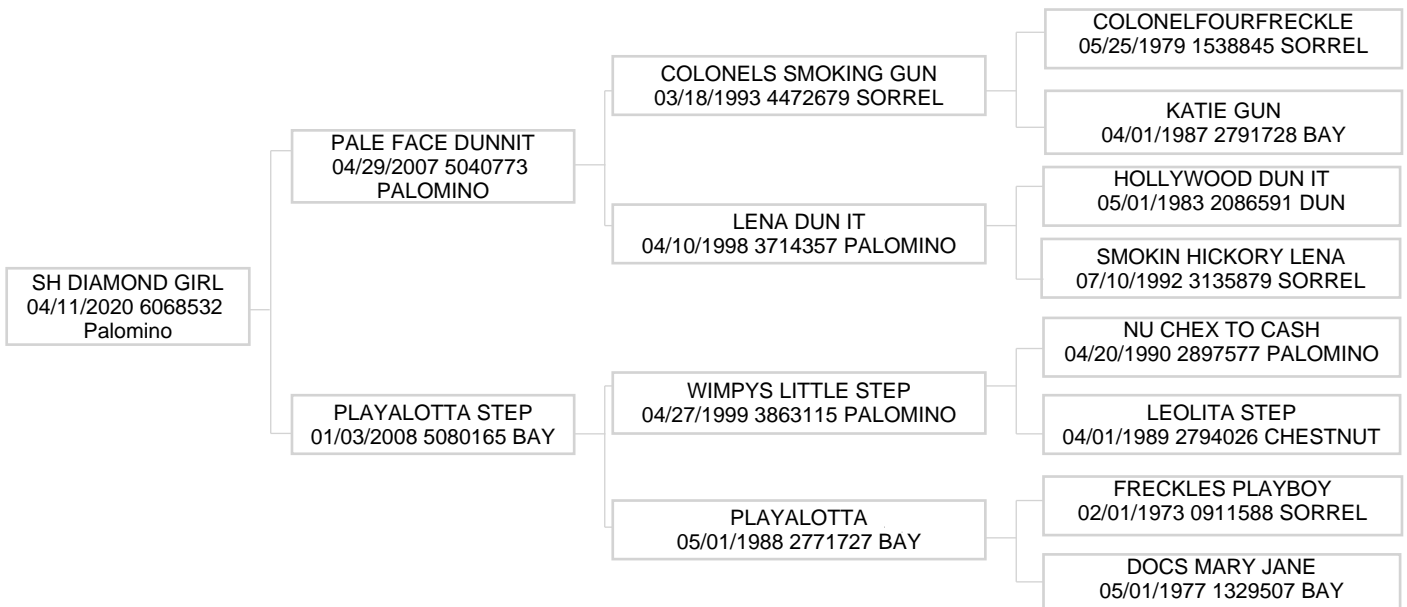 SH DIAMOND GIRL
04/11/2020 6068532
Palomino
PALE FACE DUNNIT
04/29/2007 5040773
PALOMINO
PLAYALOTTA STEP
01/03/2008 5080165 BAY
COLONELS SMOKING GUN
03/18/1993 4472679 SORREL
LENA DUN IT
04/10/1998 3714357 PALOMINO
WIMPYS LITTLE STEP
04/27/1999 3863115 PALOMINO
PLAYALOTTA
05/01/1988 2771727 BAY
COLONELFOURFRECKLE
05/25/1979 1538845 SORREL
KATIE GUN
04/01/1987 2791728 BAY
HOLLYWOOD DUN IT
05/01/1983 2086591 DUN
SMOKIN HICKORY LENA
07/10/1992 3135879 SORREL
NU CHEX TO CASH
04/20/1990 2897577 PALOMINO
LEOLITA STEP
04/01/1989 2794026 CHESTNUT
FRECKLES PLAYBOY
02/01/1973 0911588 SORREL
DOCS MARY JANE
05/01/1977 1329507 BAY